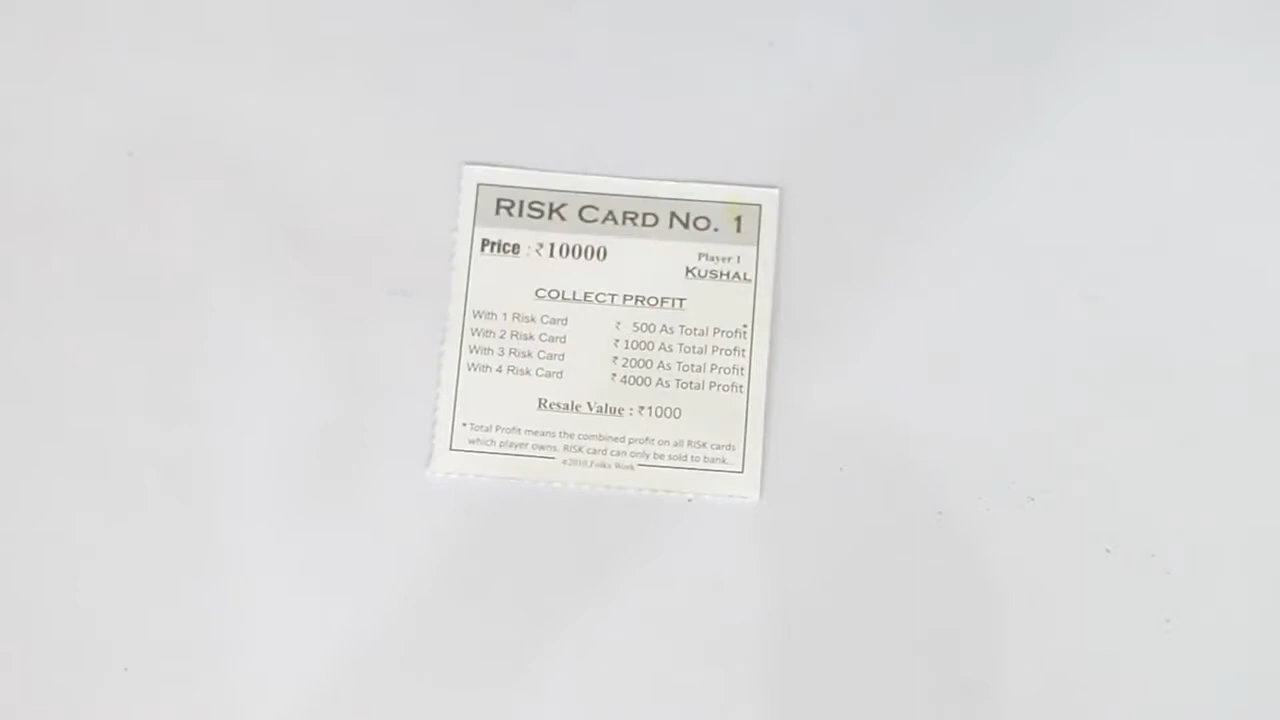 RISK CARD NO. 1
Price : ₹10000
Player 1
KUSHAL
COLLECT PROFIT
With 1 Risk Card ₹ 500 As Total Profit*
With 2 Risk Card ₹ 1000 As Total Profit
With 3 Risk Card ₹ 2000 As Total Profit
With 4 Risk Card ₹ 4000 As Total Profit
Resale Value : ₹1000
* Total Profit means the combined profit on all RISK cards
which player owns. RISK card can only be sold to bank.
©2010,Folks Work